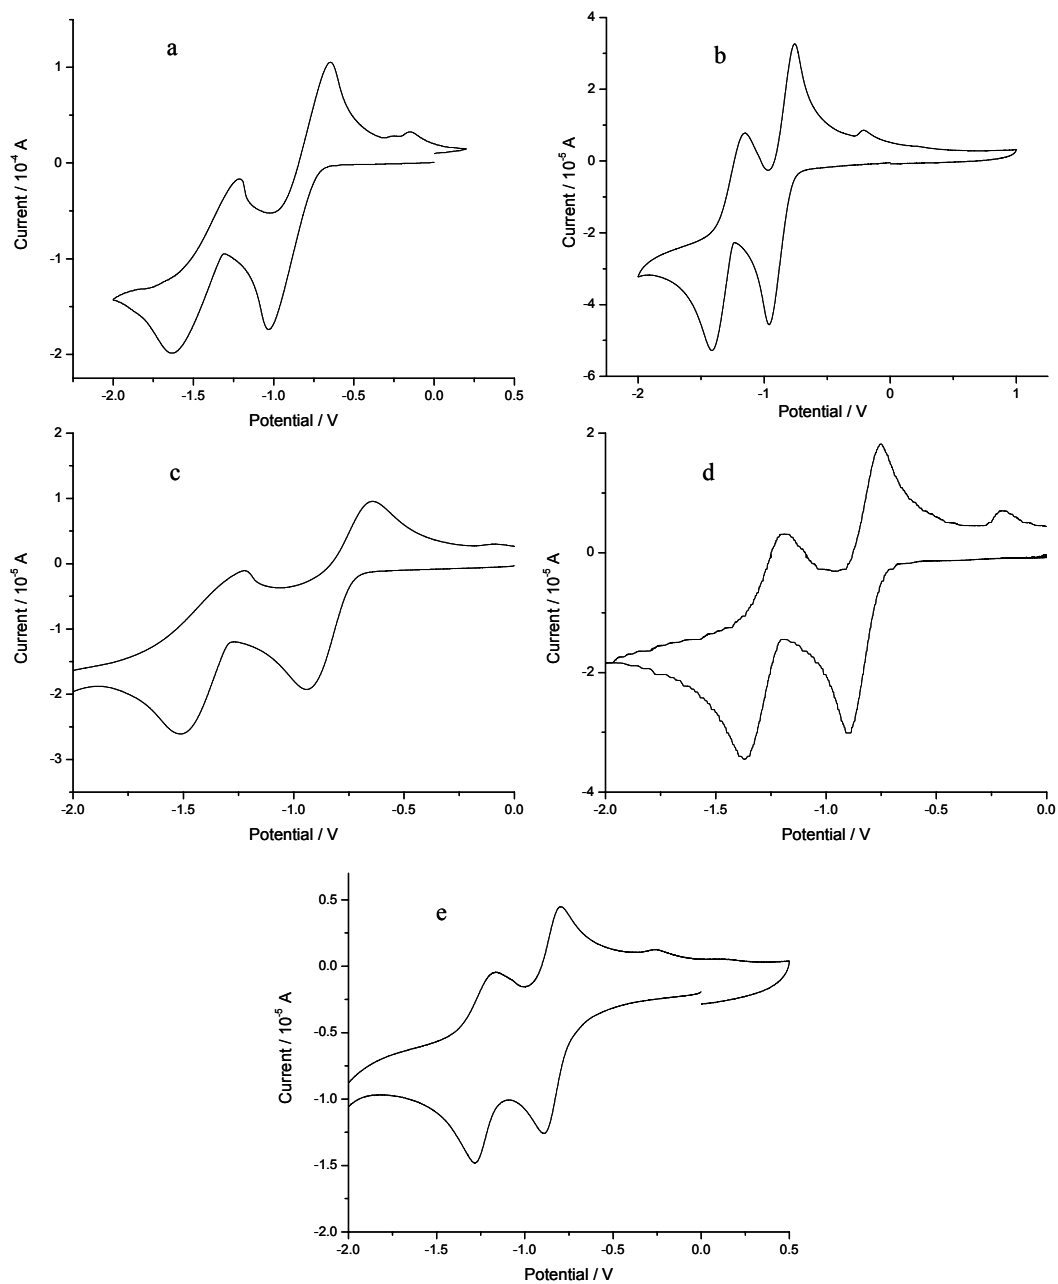 a
Current / 10⁻⁴ A
1
0
-1
-2
-2.0 -1.5 -1.0 -0.5 0.0 0.5
Potential / V
b
Current / 10⁻⁵ A
4
2
0
-2
-4
-6
-2 -1 0 1
Potential / V
c
Current / 10⁻⁵ A
2
1
0
-1
-2
-3
-2.0 -1.5 -1.0 -0.5 0.0
Potential / V
d
Current / 10⁻⁵ A
2
0
-2
-4
-2.0 -1.5 -1.0 -0.5 0.0
Potential / V
e
Current / 10⁻⁵ A
0.5
0.0
-0.5
-1.0
-1.5
-2.0
-2.0 -1.5 -1.0 -0.5 0.0 0.5
Potential / V